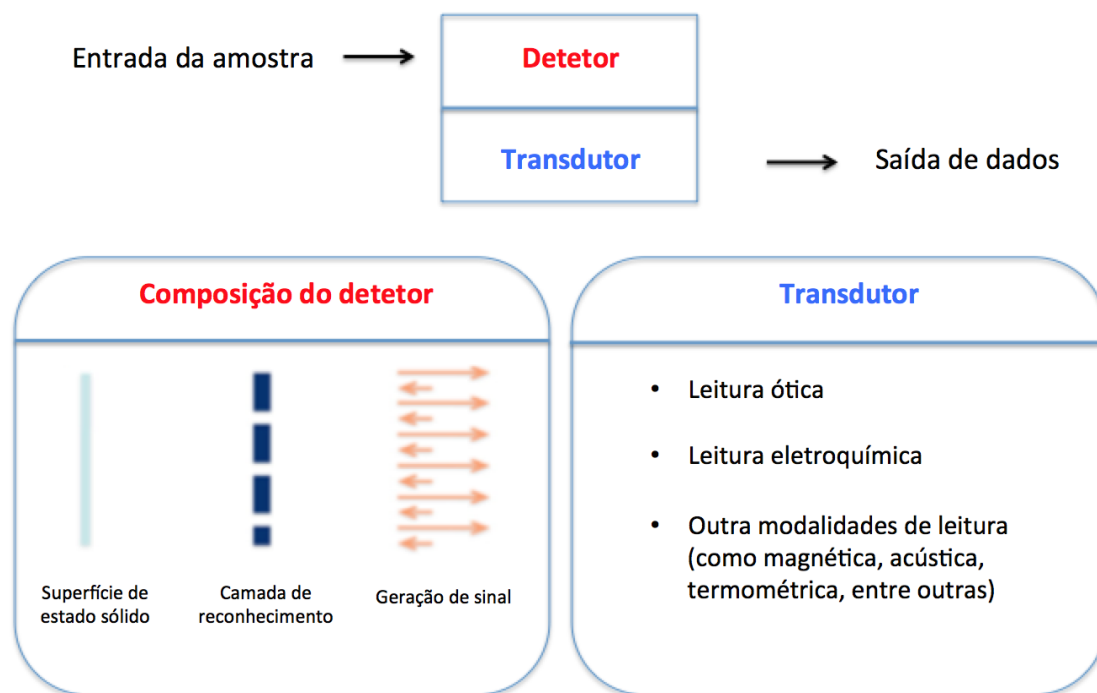 Entrada da amostra
Detetor
Transdutor
Saída de dados
Composição do detetor
Superfície de
estado sólido
Camada de
reconhecimento
Geração de sinal
Transdutor
• Leitura ótica
• Leitura eletroquímica
• Outra modalidades de leitura
(como magnética, acústica,
termométrica, entre outras)